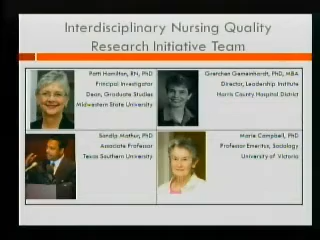 Interdisciplinary Nursing Quality
Research Initiative Team
Patti Hamilton, RN, PhD
Principal Investigator
Dean, Graduate Studies
Midwestern State University
Gretchen Gemeinhardt, PhD, MBA
Director, Leadership Institute
Harris County Hospital District
Sandip Mathur, PhD
Associate Professor
Texas Southern University
Marie Campbell, PhD
Professor Emeritus, Sociology
University of Victoria